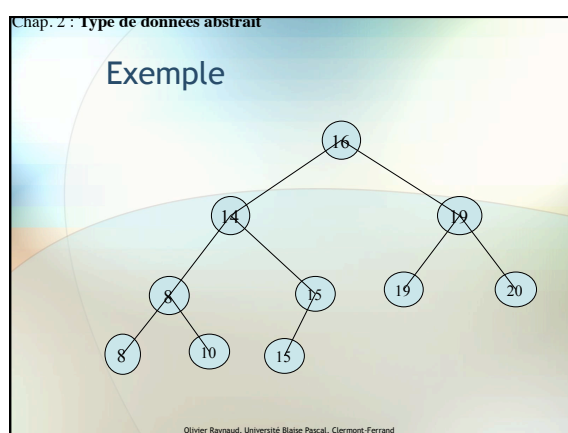 Chap. 2 : Type de données abstrait
Exemple
16
14 19
8 15 19 20
8 10 15
Olivier Raynaud, Université Blaise Pascal, Clermont-Ferrand